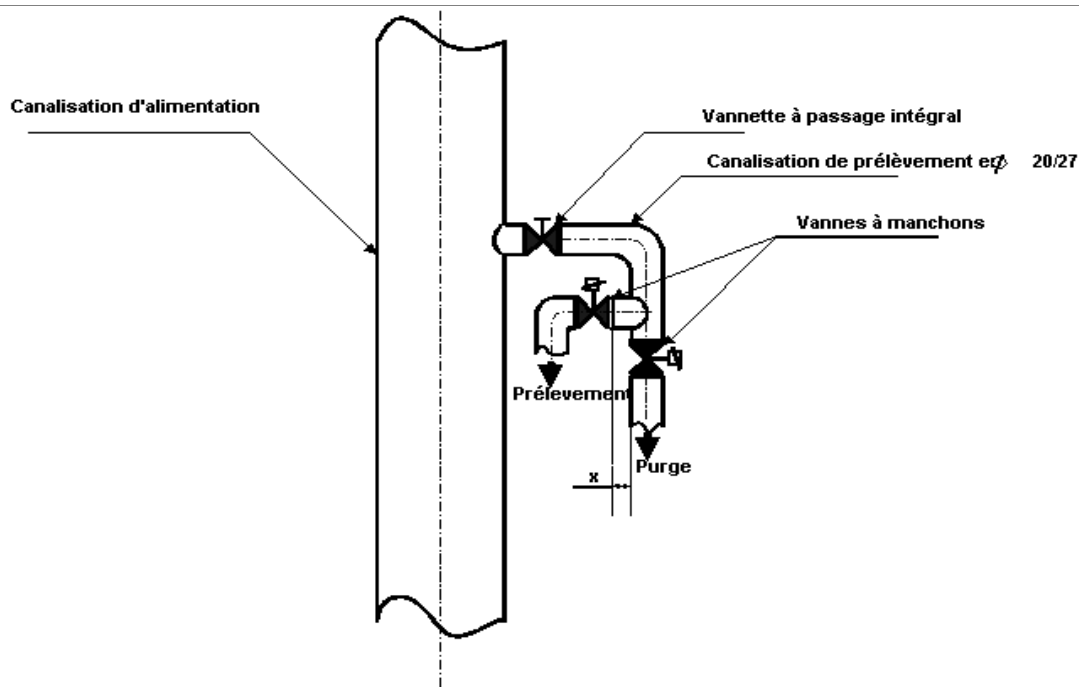 Canalisation d'alimentation
Vannette à passage intégral
Canalisation de prélèvement en ϕ 20/27
Vannes à manchons
Prélevement
Purge
x